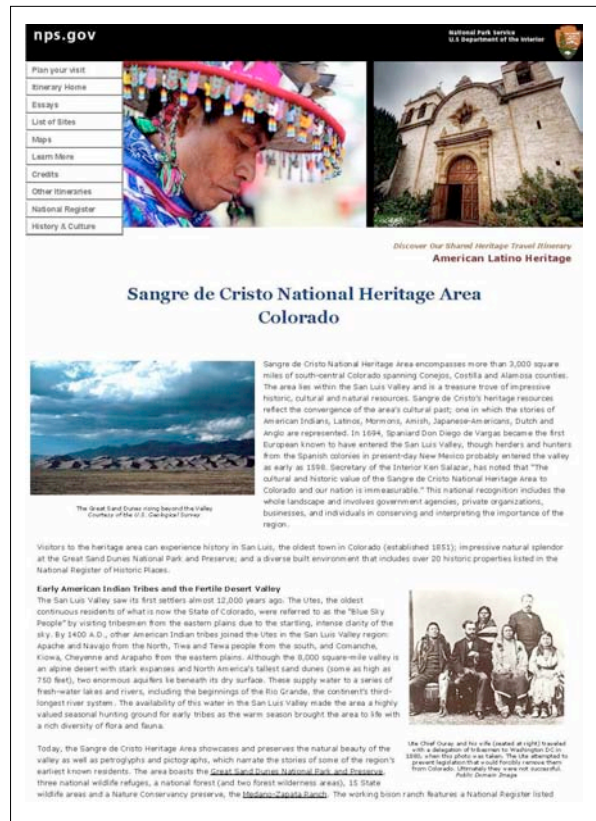 nps.gov
National Park Service
U.S Department of the Interior
Plan your visit
Itinerary Home
Essays
List of Sites
Maps
Learn More
Credits
Other Itineraries
National Register
History & Culture
Discover Our Shared Heritage Travel Itinerary
American Latino Heritage
Sangre de Cristo National Heritage Area
Colorado
Sangre de Cristo National Heritage Area encompasses more than 3,000 square
miles of south-central Colorado spanning Conejos, Costilla and Alamosa counties.
The area lies within the San Luis Valley and is a treasure trove of impressive
historic, cultural and natural resources. Sangre de Cristo's heritage resources
reflect the convergence of the area's cultural past; one in which the stories of
American Indians, Latinos, Mormons, Amish, Japanese-Americans, Dutch and
Anglo are represented. In 1694, Spaniard Don Diego de Vargas became the first
European known to have entered the San Luis Valley, though herders and hunters
from the Spanish colonies in present-day New Mexico probably entered the valley
as early as 1598. Secretary of the Interior Ken Salazar, has noted that "The
cultural and historic value of the Sangre de Cristo National Heritage Area to
Colorado and our nation is immeasurable." This national recognition includes the
whole landscape and involves government agencies, private organizations,
businesses, and individuals in conserving and interpreting the importance of the
region.
The Great Sand Dunes rising beyond the Valley
Courtesy of the U.S. Geological Survey
Visitors to the heritage area can experience history in San Luis, the oldest town in Colorado (established 1851); impressive natural splendor
at the Great Sand Dunes National Park and Preserve; and a diverse built environment that includes over 20 historic properties listed in the
National Register of Historic Places.
Early American Indian Tribes and the Fertile Desert Valley
The San Luis Valley saw its first settlers almost 12,000 years ago. The Utes, the oldest
continuous residents of what is now the State of Colorado, were referred to as the "Blue Sky
People" by visiting tribesmen from the eastern plains due to the startling, intense clarity of the
sky. By 1400 A.D., other American Indian tribes joined the Utes in the San Luis Valley region:
Apache and Navajo from the North, Tiwa and Tewa people from the south, and Comanche,
Kiowa, Cheyenne and Arapaho from the eastern plains. Although the 8,000 square-mile valley is
an alpine desert with stark expanses and North America's tallest sand dunes (some as high as
750 feet), two enormous aquifers lie beneath its dry surface. These supply water to a series of
fresh-water lakes and rivers, including the beginnings of the Rio Grande, the continent's third-
longest river system. The availability of this water in the San Luis Valley made the area a highly
valued seasonal hunting ground for early tribes as the warm season brought the area to life with
a rich diversity of flora and fauna.
Ute Chief Ouray and his wife (seated at right) traveled
with a delegation of tribesmen to Washington DC in
1880, when this photo was taken. The Ute attempted to
prevent legislation that would forcibly remove them
from Colorado. Ultimately they were not successful.
Public Domain Image
Today, the Sangre de Cristo Heritage Area showcases and preserves the natural beauty of the
valley as well as petroglyphs and pictographs, which narrate the stories of some of the region's
earliest known residents. The area boasts the Great Sand Dunes National Park and Preserve,
three national wildlife refuges, a national forest (and two forest wilderness areas), 15 State
wildlife areas and a Nature Conservancy preserve, the Medano-Zapata Ranch. The working bison ranch features a National Register listed